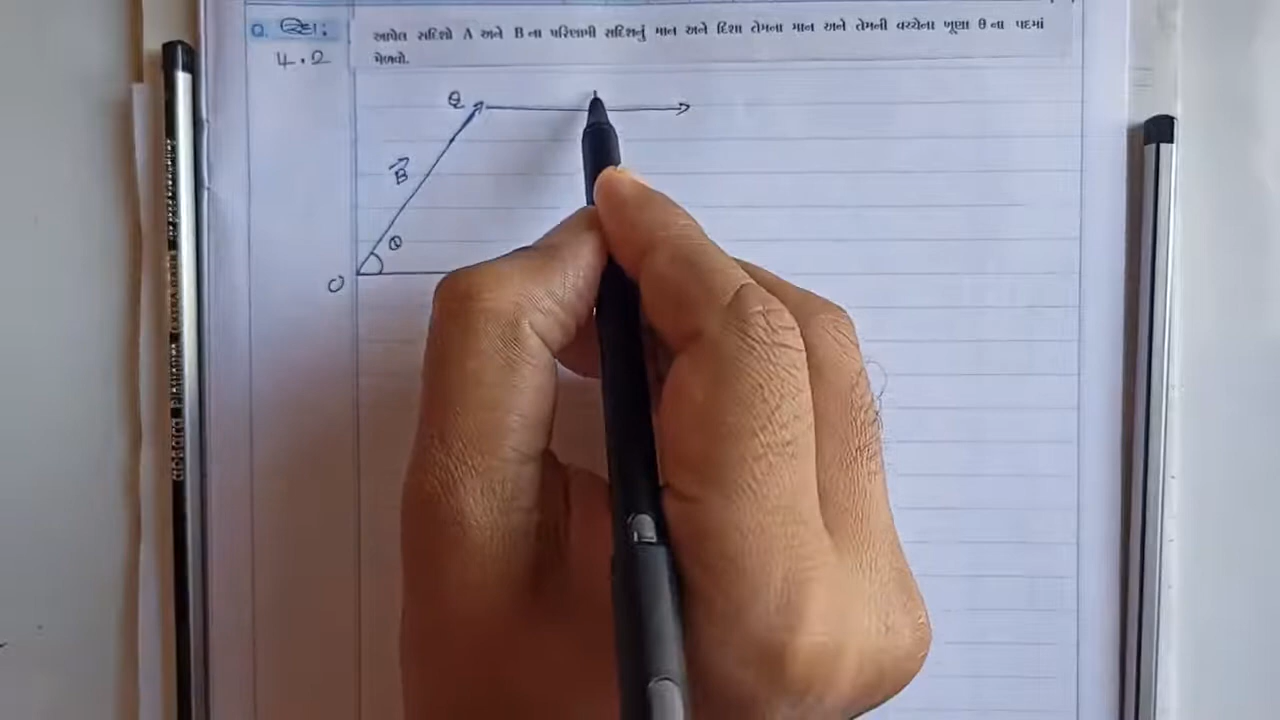 Q. ઉદા:
4.2
આપેલ સદિશો A અને B ના પરિણામી સદિશનું માન અને દિશા તેમના માન અને તેમની વચ્ચેના ખૂણા θ ના પદમાં
મેળવો.
Q
B
θ
O